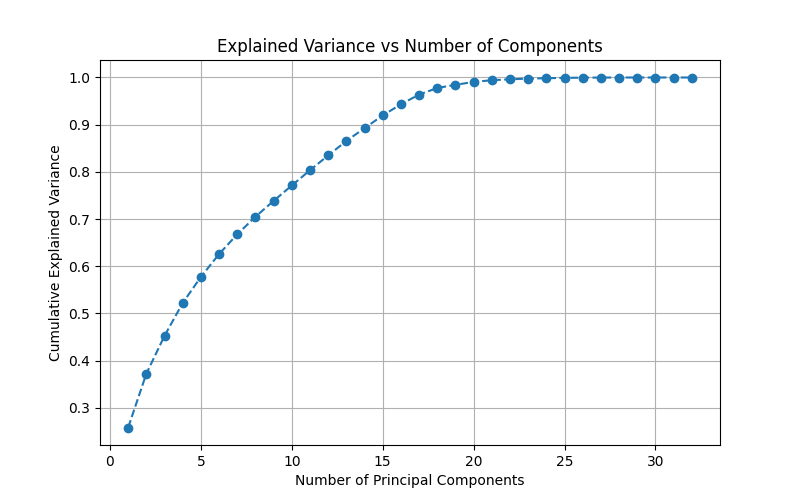 Explained Variance vs Number of Components
Cumulative Explained Variance
1.0
0.9
0.8
0.7
0.6
0.5
0.4
0.3
0 5 10 15 20 25 30
Number of Principal Components